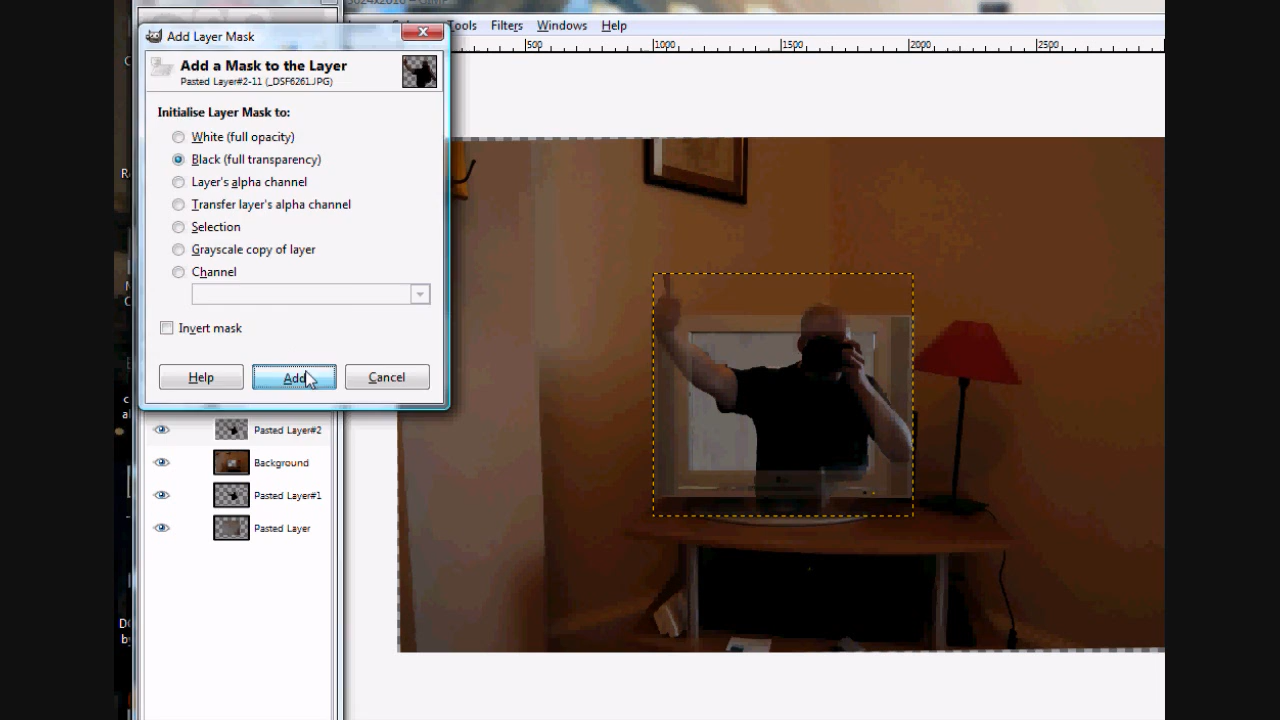 Add Layer Mask
Tools Filters Windows Help
500 1000 1500 2000 2500
Add a Mask to the Layer
Pasted Layer#2-11 (_DSF6261.JPG)
Initialise Layer Mask to:
White (full opacity)
Black (full transparency)
Layer's alpha channel
Transfer layer's alpha channel
Selection
Grayscale copy of layer
Channel
Invert mask
Help Add Cancel
Pasted Layer#2
Background
Pasted Layer#1
Pasted Layer